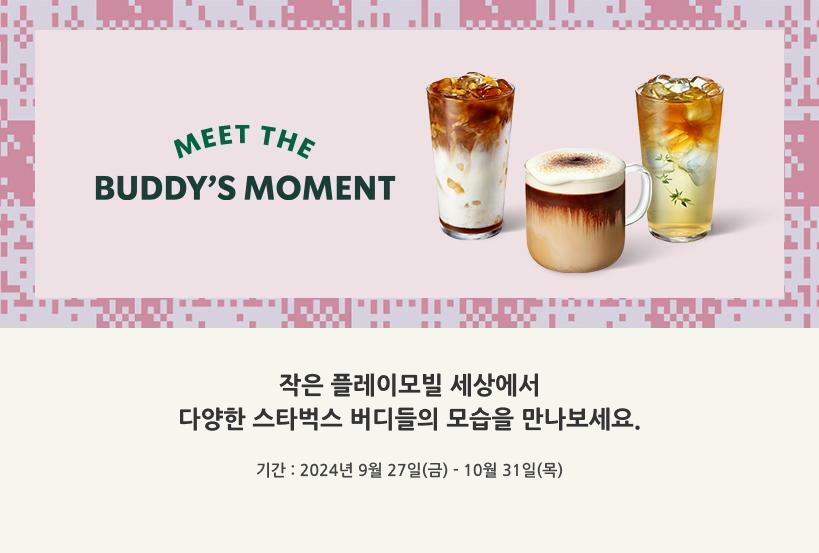 MEET THE
BUDDY’S MOMENT
작은 플레이모빌 세상에서
다양한 스타벅스 버디들의 모습을 만나보세요.
기간 : 2024년 9월 27일(금) - 10월 31일(목)